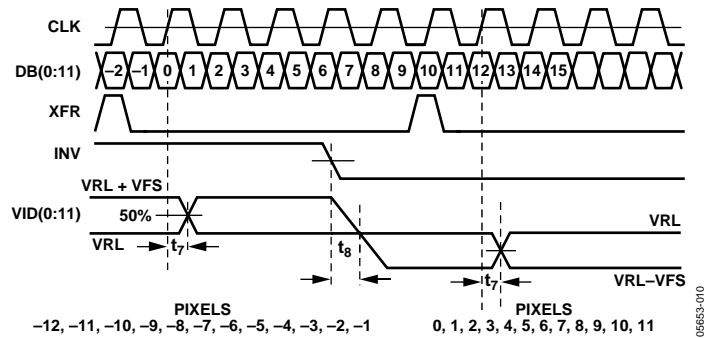 CLK
DB(0:11) –2 –1 0 1 2 3 4 5 6 7 8 9 10 11 12 13 14 15
XFR
INV
VRL + VFS
VID(0:11) 50% VRL
VRL t7 t8 t7 VRL–VFS
PIXELS PIXELS
–12, –11, –10, –9, –8, –7, –6, –5, –4, –3, –2, –1 0, 1, 2, 3, 4, 5, 6, 7, 8, 9, 10, 11
05653-010